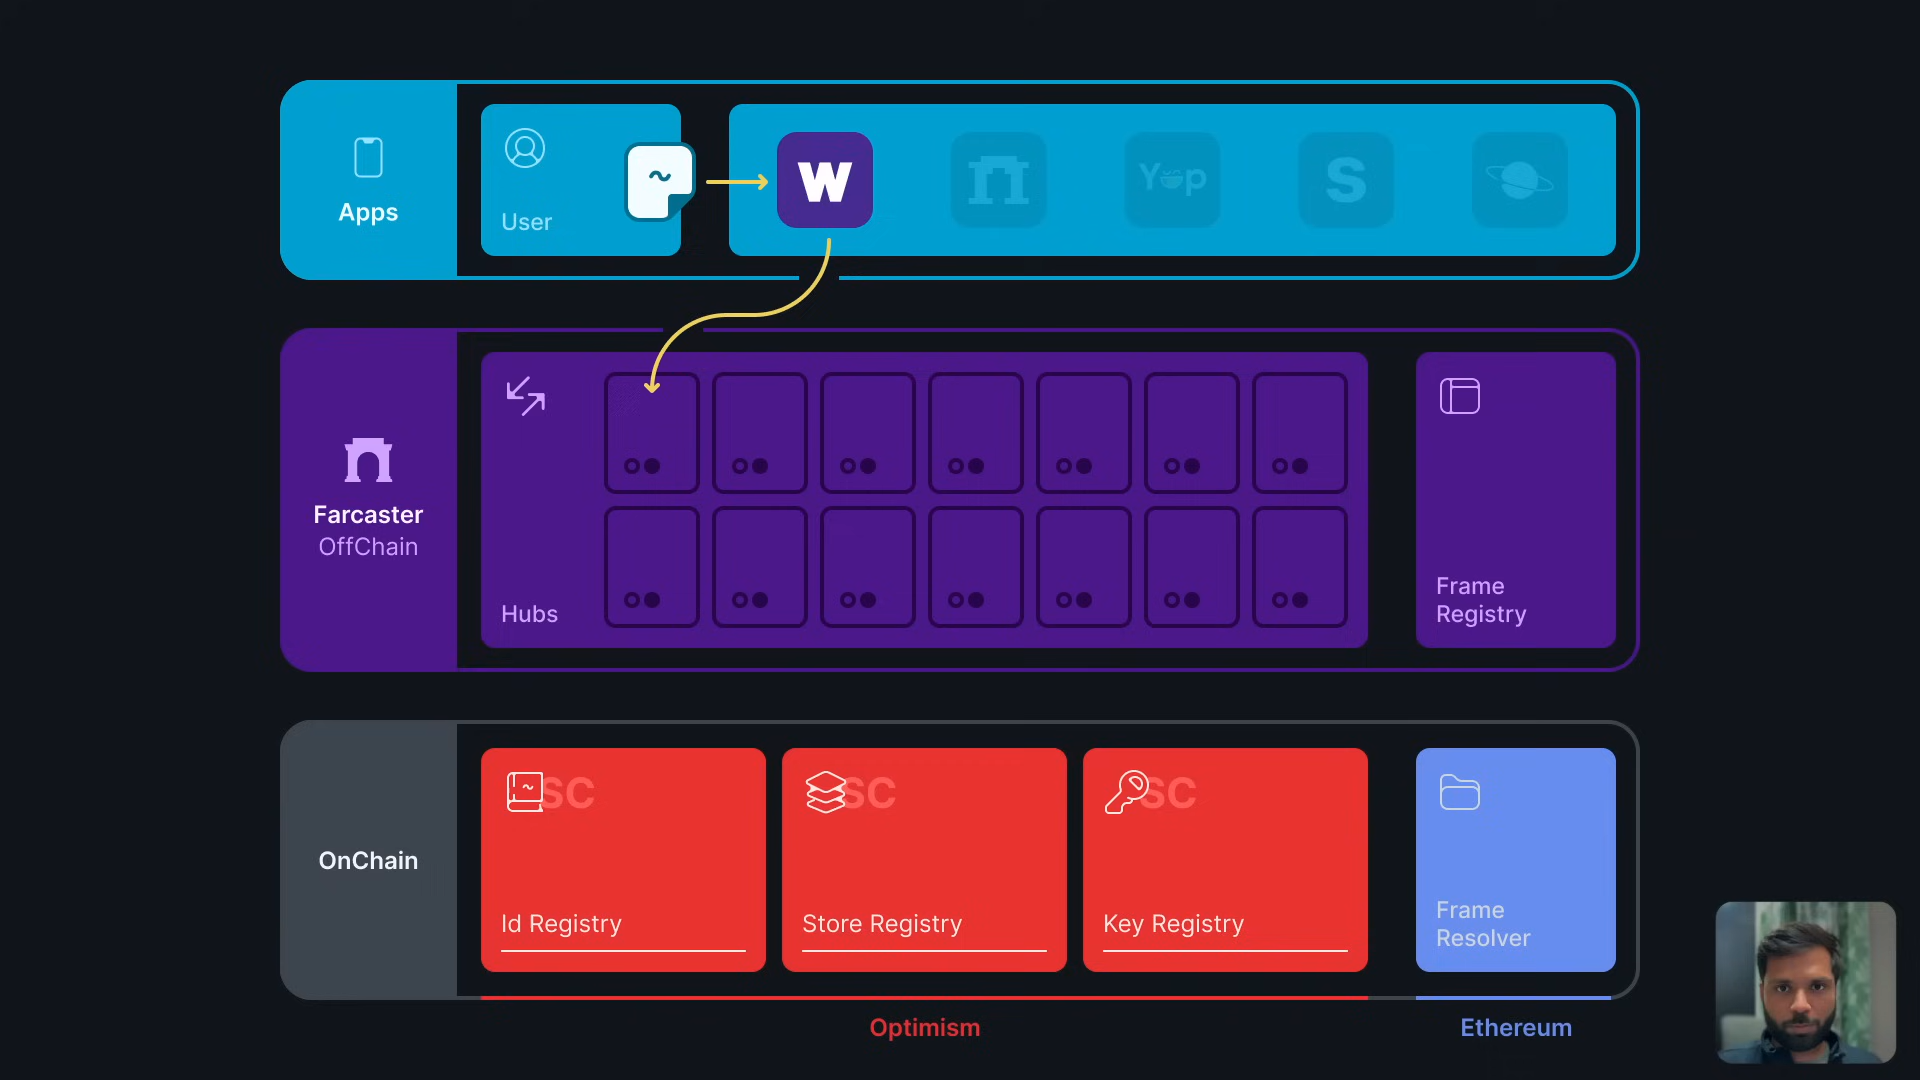 Apps
User
~
W
Yup
S
Farcaster
OffChain
Hubs
Frame
Registry
OnChain
SC
Id Registry
SC
Store Registry
SC
Key Registry
Frame
Resolver
Optimism
Ethereum